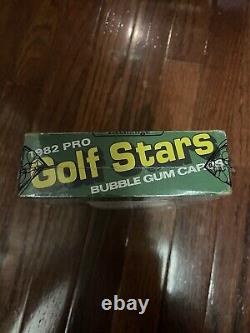 1982 PRO
Golf Stars
BUBBLE GUM CARDS